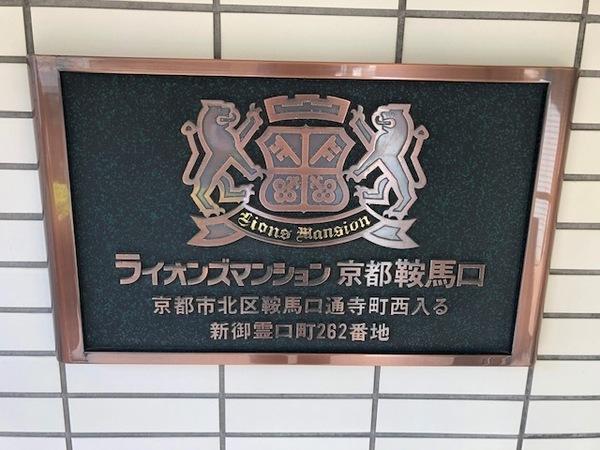 Lions Mansion
ライオンズマンション 京都鞍馬口
京都市北区鞍馬口通寺町西入る
新御霊口町262番地